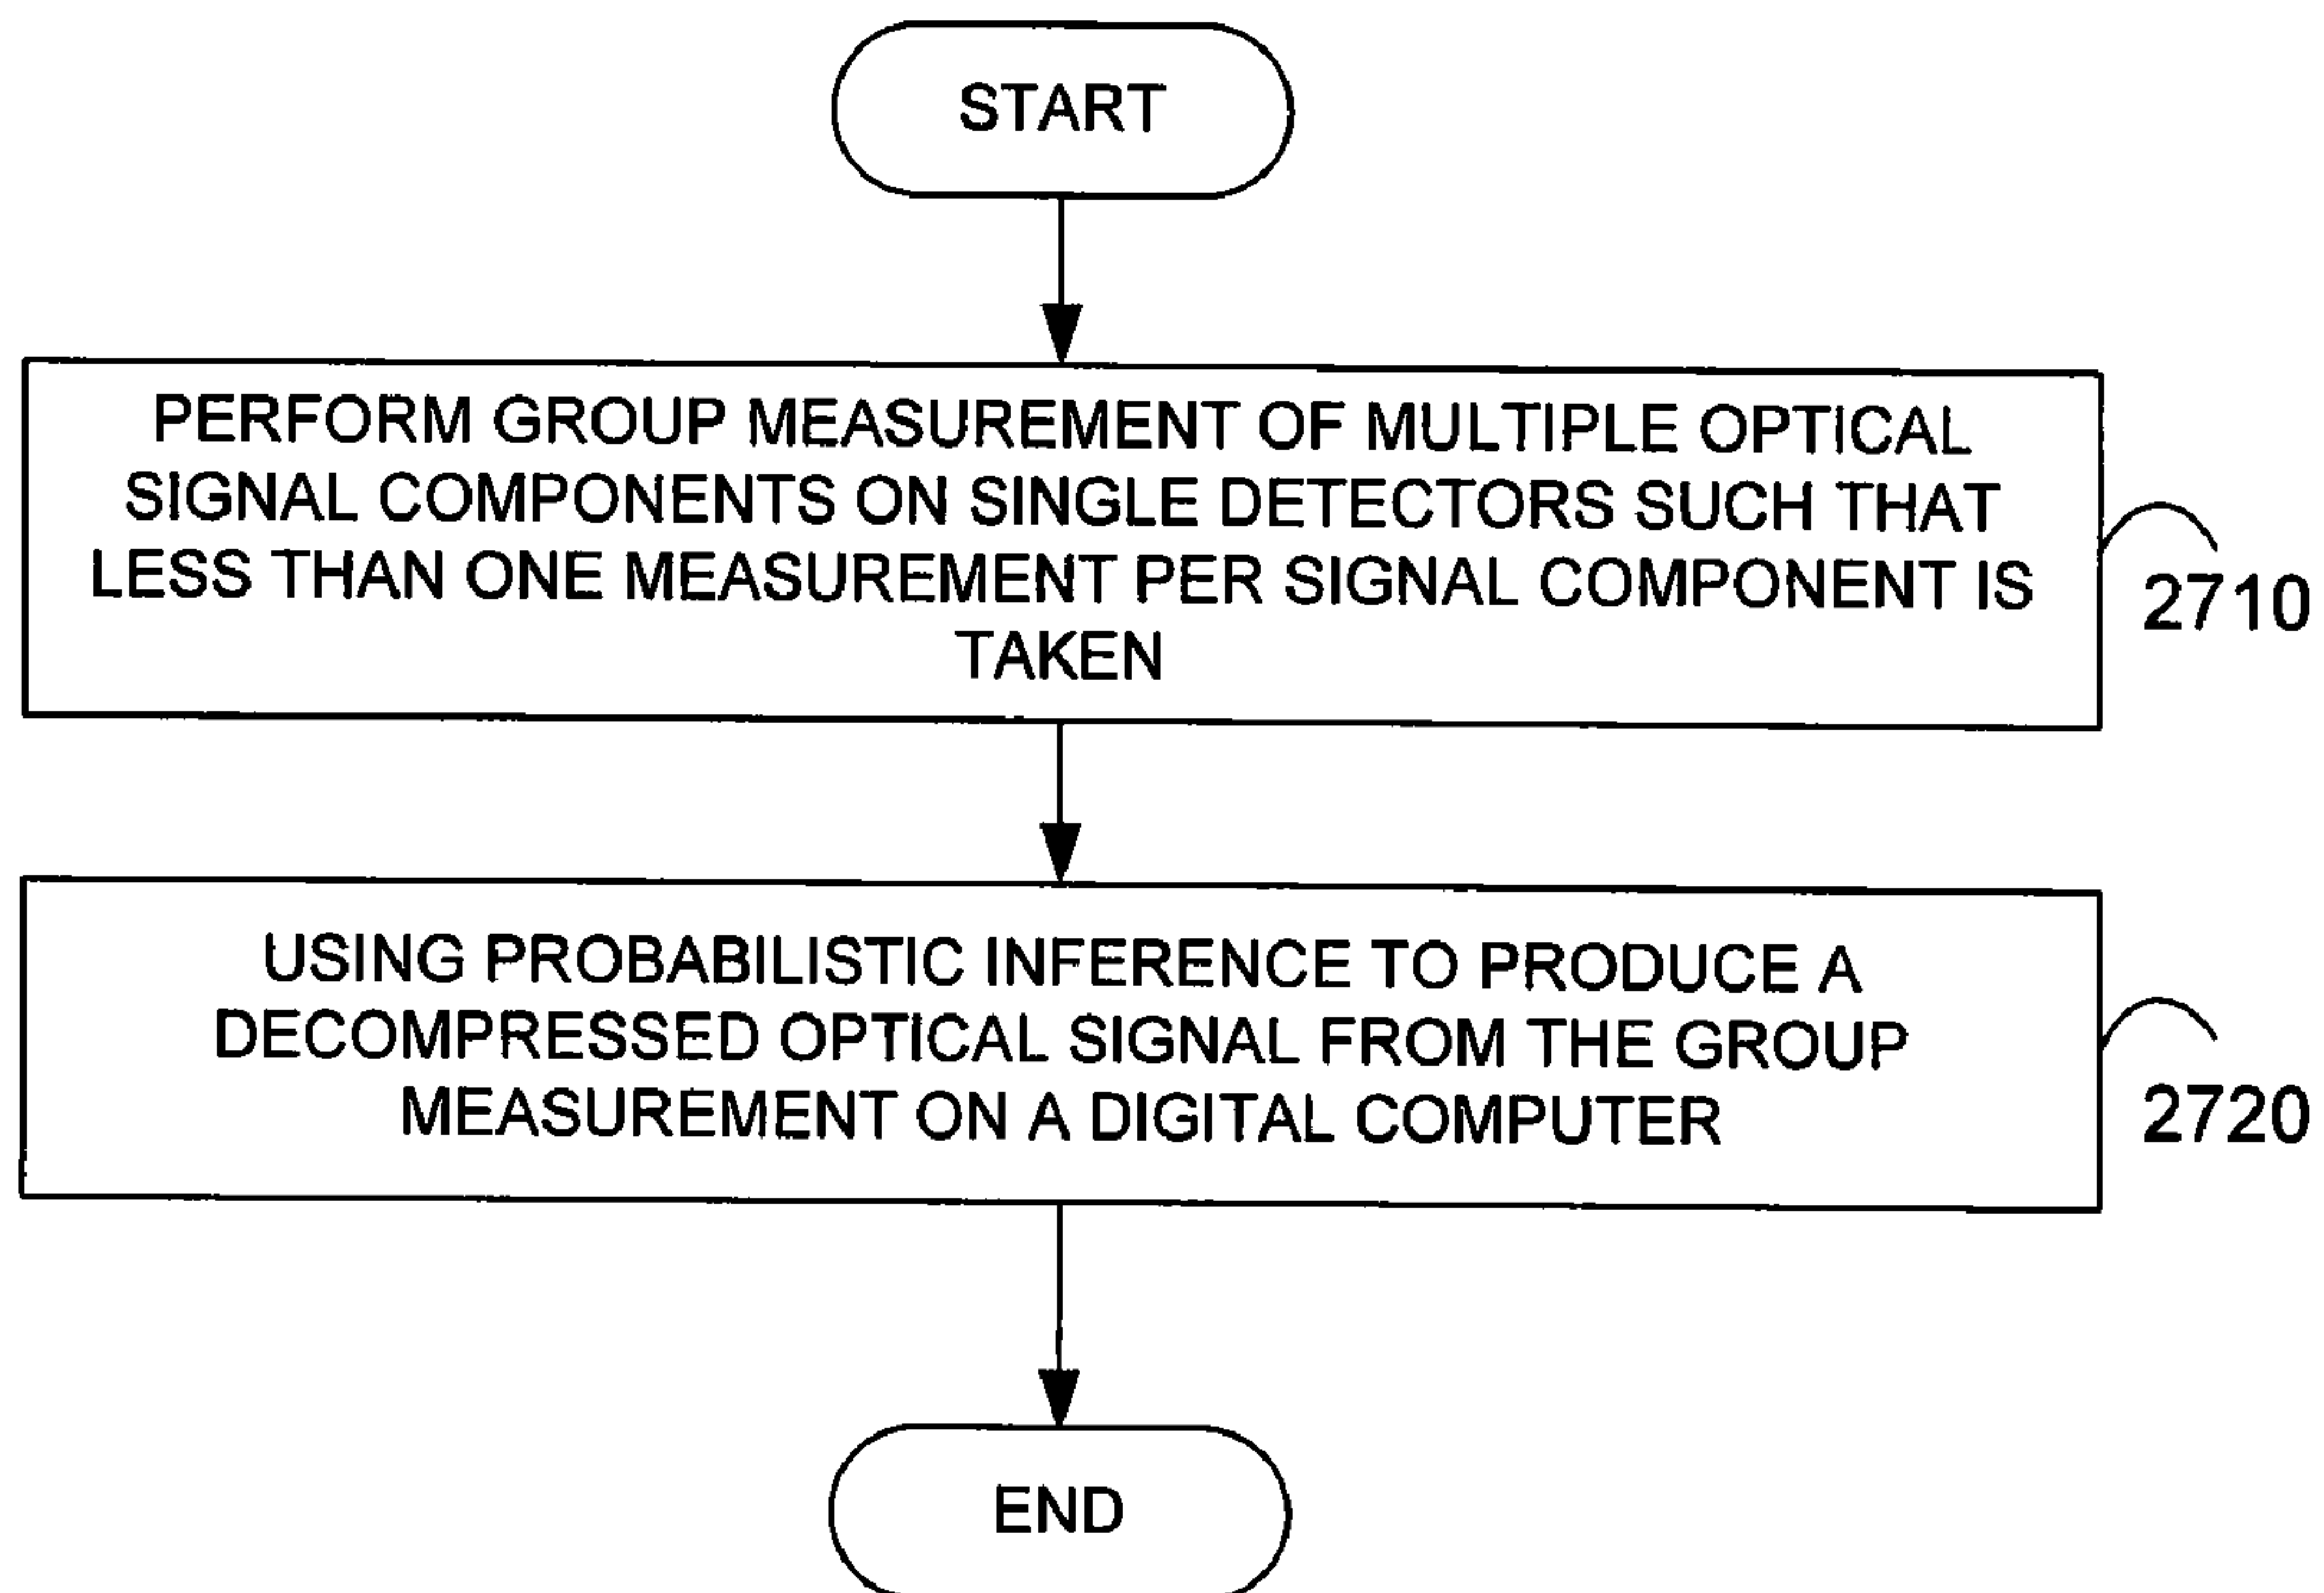 START
PERFORM GROUP MEASUREMENT OF MULTIPLE OPTICAL
SIGNAL COMPONENTS ON SINGLE DETECTORS SUCH THAT
LESS THAN ONE MEASUREMENT PER SIGNAL COMPONENT IS
TAKEN
2710
USING PROBABILISTIC INFERENCE TO PRODUCE A
DECOMPRESSED OPTICAL SIGNAL FROM THE GROUP
MEASUREMENT ON A DIGITAL COMPUTER
2720
END